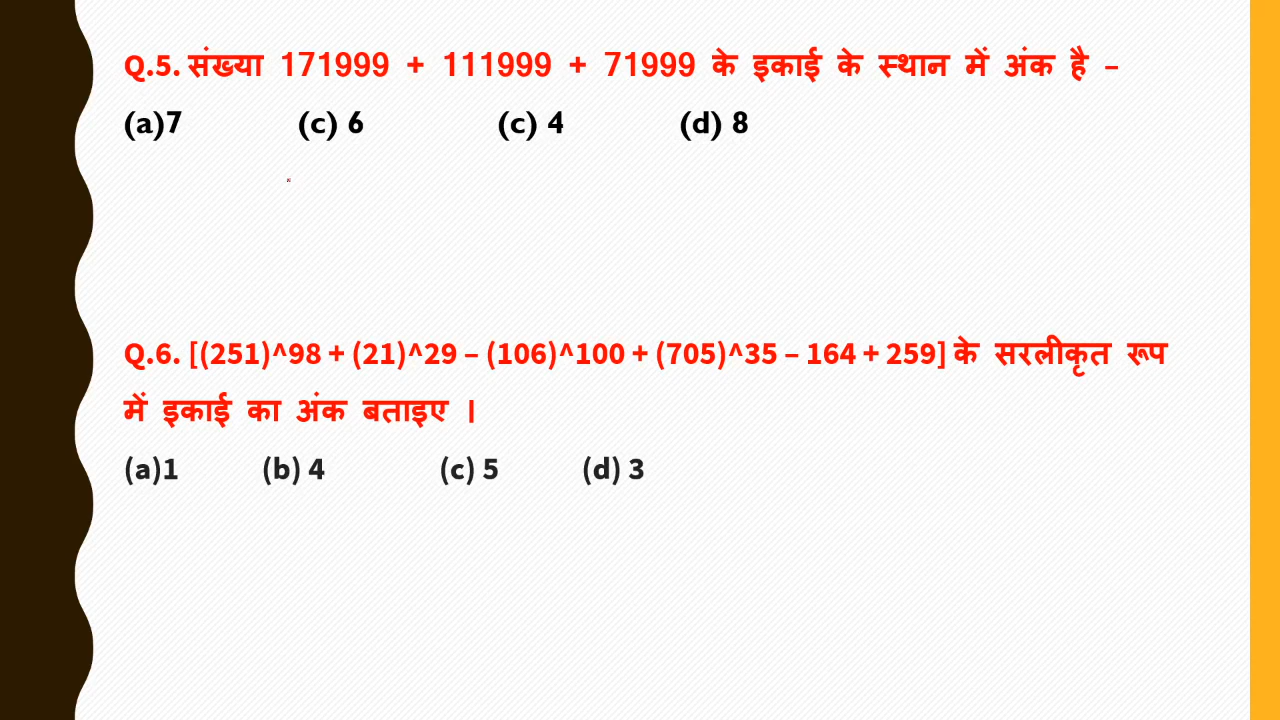 Q.5. संख्या 171999 + 111999 + 71999 के इकाई के स्थान में अंक है –
(a)7 (c) 6 (c) 4 (d) 8
Q.6. [(251)^98 + (21)^29 – (106)^100 + (705)^35 – 164 + 259] के सरलीकृत रूप
में इकाई का अंक बताइए ।
(a)1 (b) 4 (c) 5 (d) 3